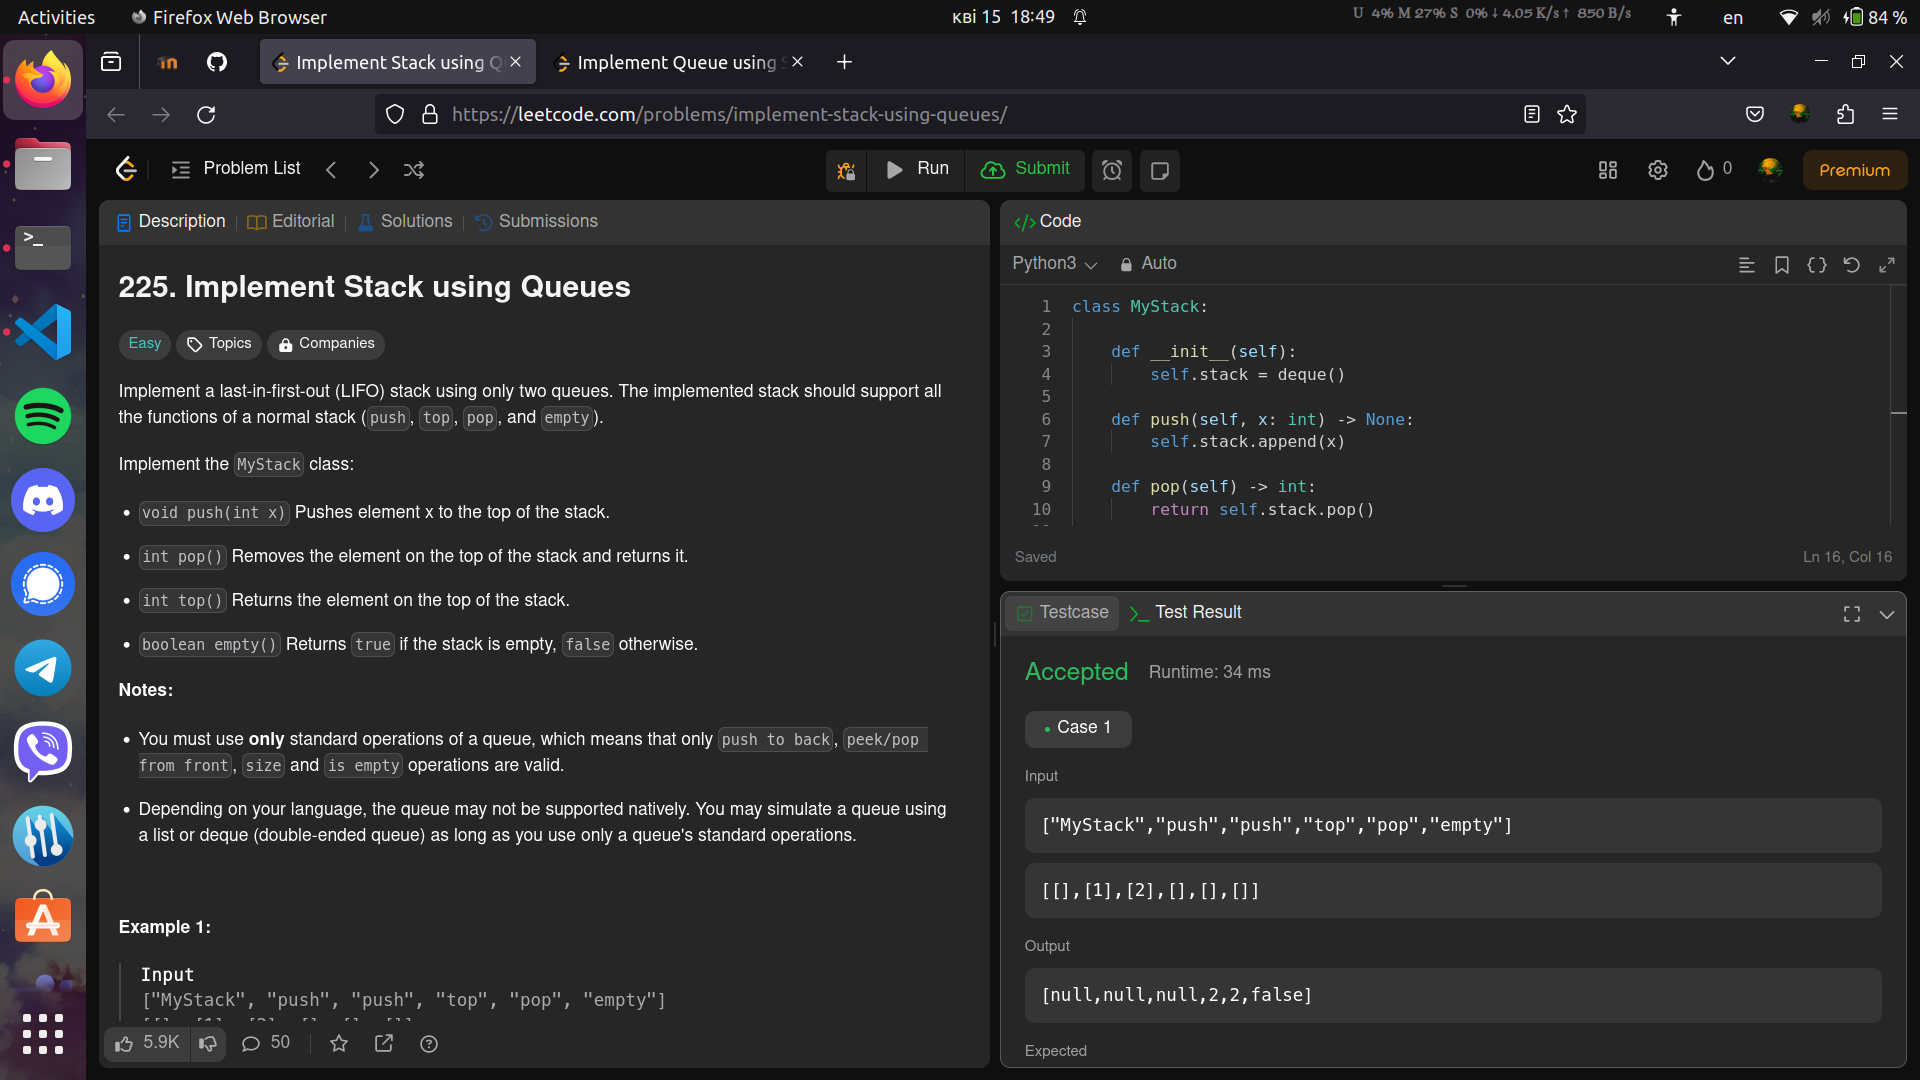 Activities
Firefox Web Browser
кві 15 18:49
U 4% M 27% S 0% ↓ 4.05 K/s ↑ 850 B/s
en
84 %
Implement Stack using Q
Implement Queue using
https://leetcode.com/problems/implement-stack-using-queues/
Problem List
Run
Submit
0
Premium
Description
Editorial
Solutions
Submissions
225. Implement Stack using Queues
Easy
Topics
Companies
Implement a last-in-first-out (LIFO) stack using only two queues. The implemented stack should support all
the functions of a normal stack (push, top, pop, and empty).
Implement the MyStack class:
• void push(int x) Pushes element x to the top of the stack.
• int pop() Removes the element on the top of the stack and returns it.
• int top() Returns the element on the top of the stack.
• boolean empty() Returns true if the stack is empty, false otherwise.
Notes:
• You must use only standard operations of a queue, which means that only push to back, peek/pop
from front, size and is empty operations are valid.
• Depending on your language, the queue may not be supported natively. You may simulate a queue using
a list or deque (double-ended queue) as long as you use only a queue's standard operations.
Example 1:
Input
["MyStack", "push", "push", "top", "pop", "empty"]
5.9K
50
Code
Python3
Auto
1 class MyStack:
2
3 def __init__(self):
4 self.stack = deque()
5
6 def push(self, x: int) -> None:
7 self.stack.append(x)
8
9 def pop(self) -> int:
10 return self.stack.pop()
Saved
Ln 16, Col 16
Testcase
Test Result
Accepted
Runtime: 34 ms
• Case 1
Input
["MyStack","push","push","top","pop","empty"]
[[],[1],[2],[],[],[]]
Output
[null,null,null,2,2,false]
Expected